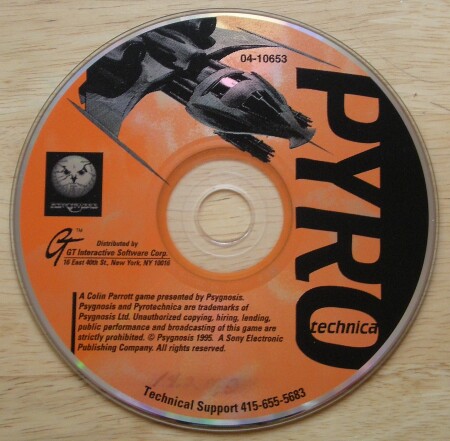 04-10653
PYRO
technica
PSYGNOSIS
GT™
Distributed by
GT Interactive Software Corp.
16 East 40th St., New York, NY 10016
A Colin Parrott game presented by Psygnosis.
Psygnosis and Pyrotechnica are trademarks of
Psygnosis Ltd. Unauthorized copying, hiring, lending,
public performance and broadcasting of this game are
strictly prohibited. © Psygnosis 1995. A Sony Electronic
Publishing Company. All rights reserved.
Technical Support 415-655-5683